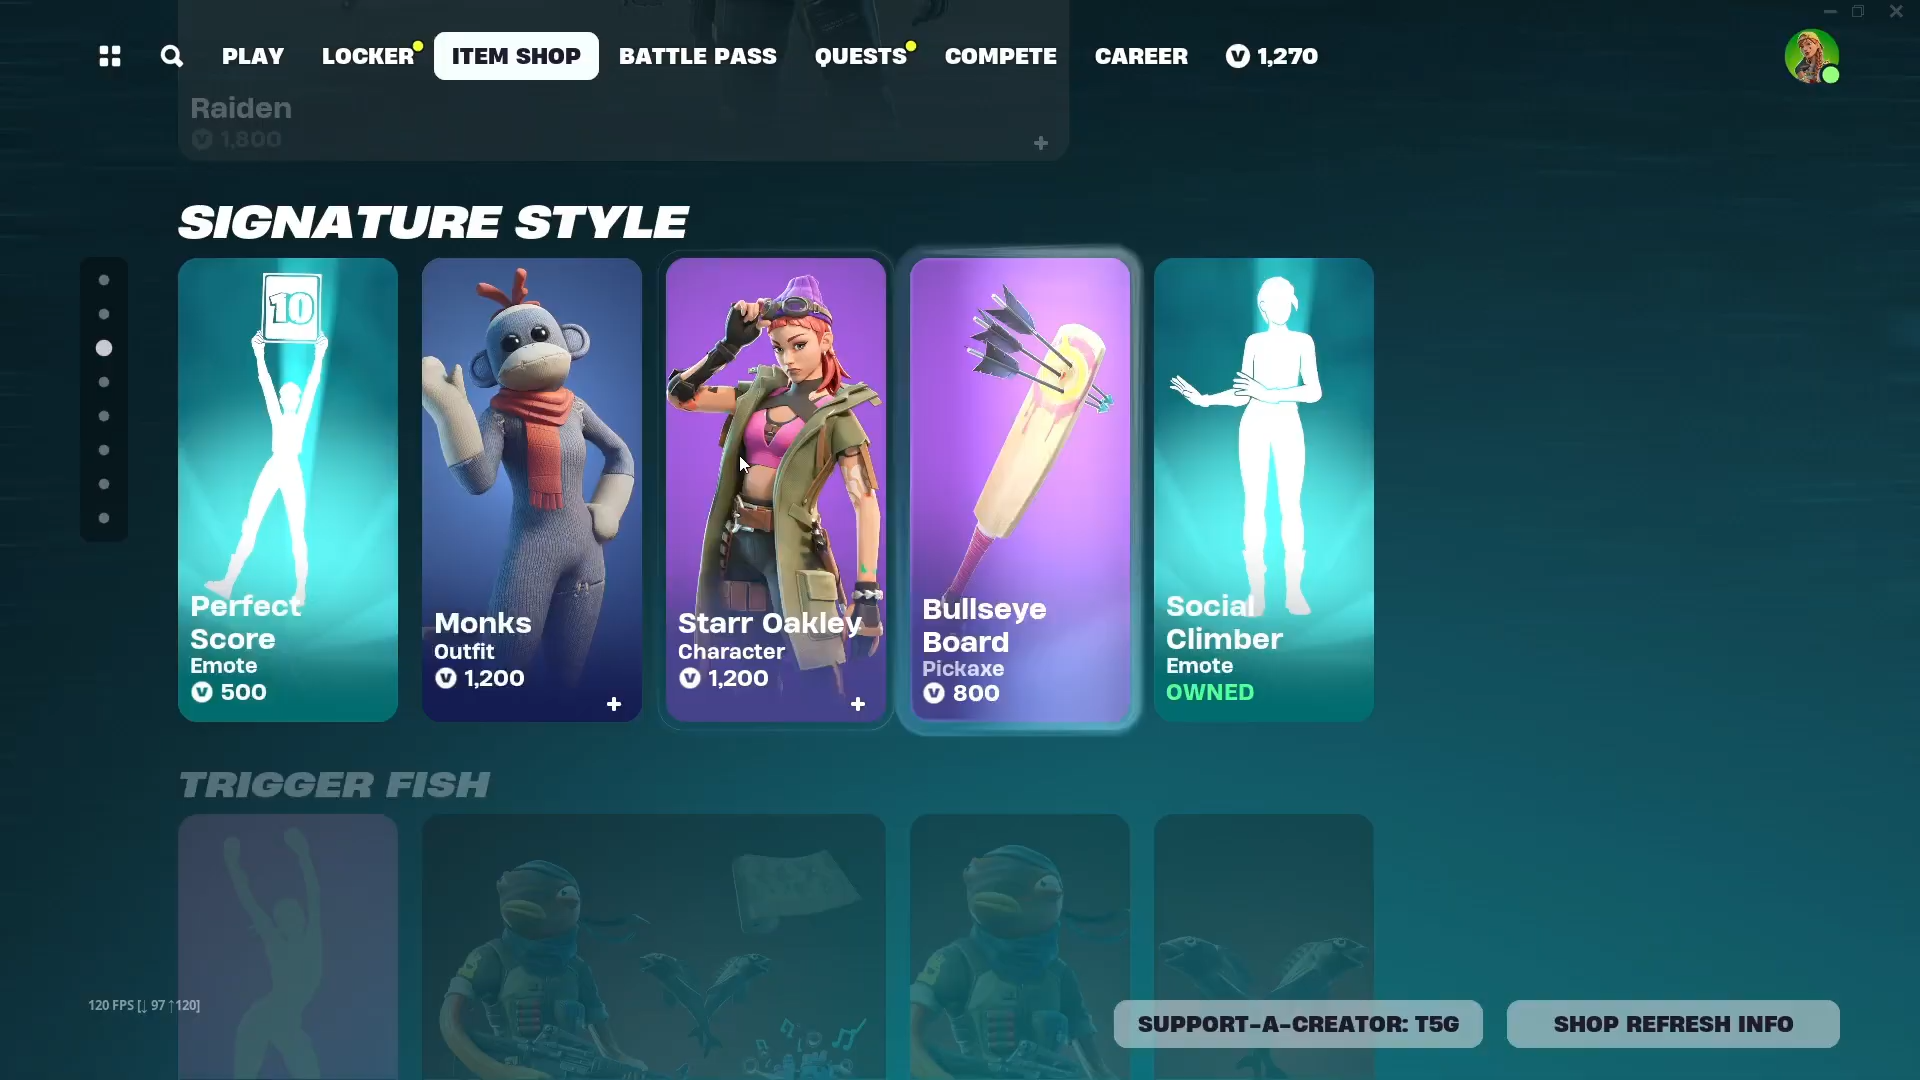 PLAY
LOCKER
ITEM SHOP
BATTLE PASS
QUESTS
COMPETE
CAREER
V 1,270
Raiden
V 1,800
SIGNATURE STYLE
10
Perfect
Score
Emote
V 500
Monks
Outfit
V 1,200
Starr Oakley
Character
V 1,200
Bullseye
Board
Pickaxe
V 800
Social
Climber
Emote
OWNED
TRIGGER FISH
120 FPS [↓ 97 ↑120]
SUPPORT-A-CREATOR: T5G
SHOP REFRESH INFO